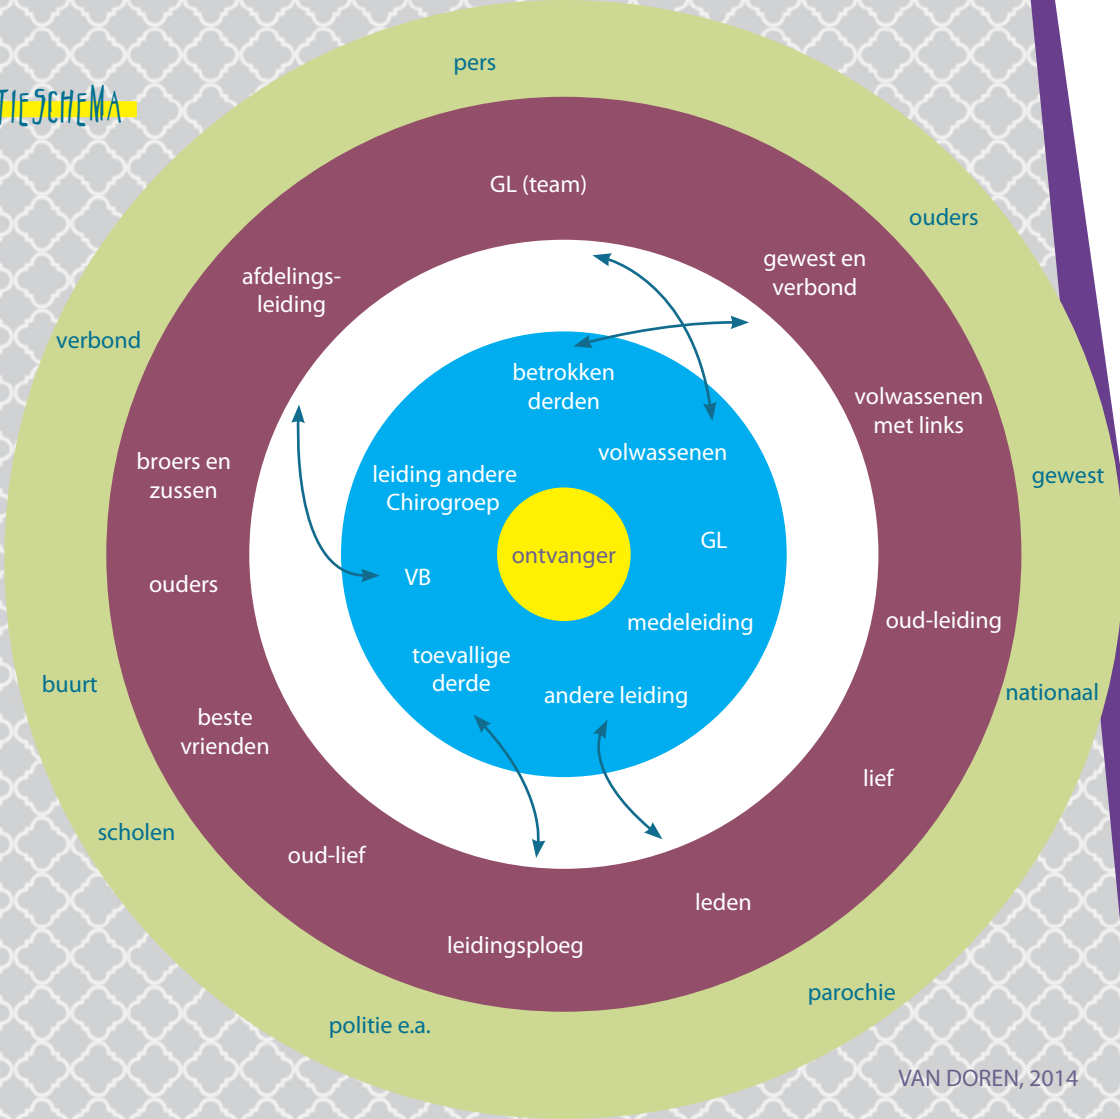 pers
TIESCHEMA
GL (team)
ouders
gewest en
verbond
afdelings-
leiding
verbond
betrokken
derden
volwassenen
met links
volwassenen
broers en
zussen
leiding andere
Chirogroep
gewest
GL
ontvanger
VB
ouders
medeleiding
oud-leiding
toevallige
derde
andere leiding
buurt
nationaal
beste
vrienden
lief
scholen
oud-lief
leden
leidingsploeg
parochie
politie e.a.
VAN DOREN, 2014